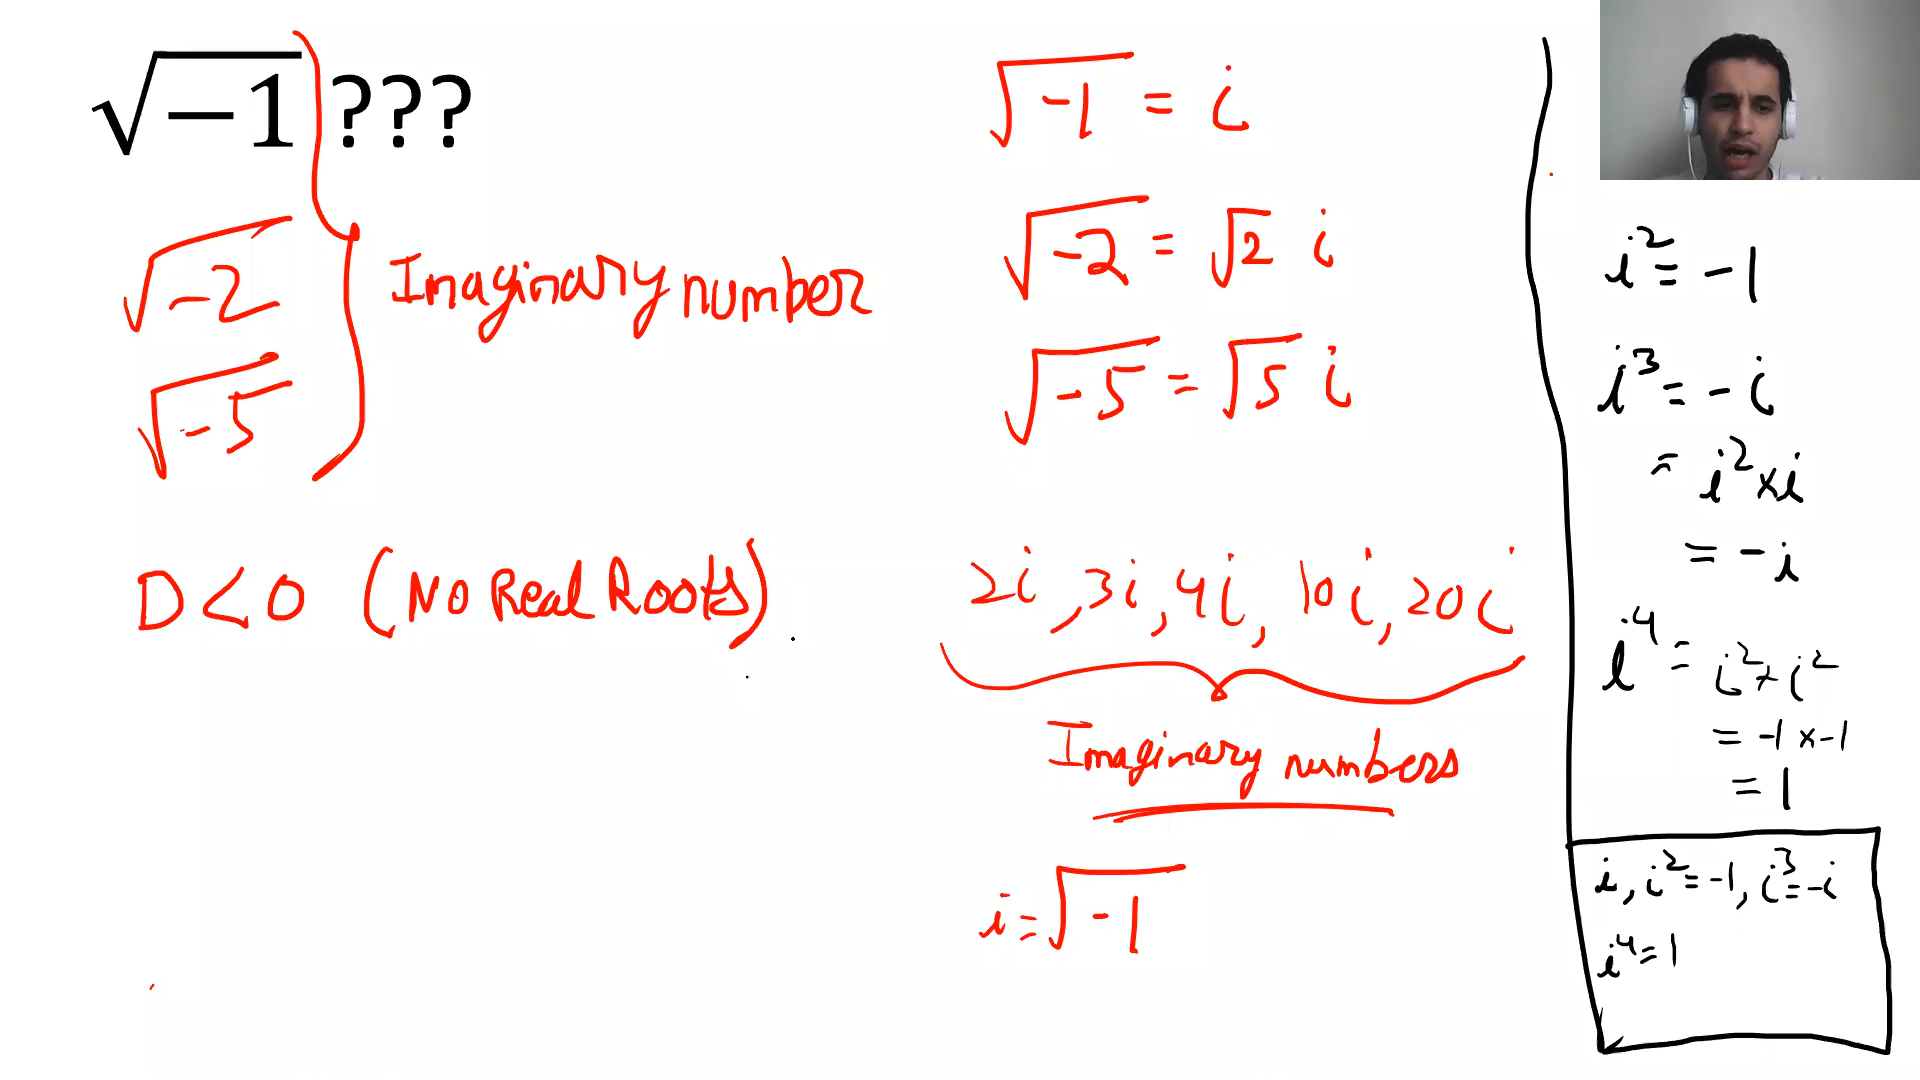 √−1 ???
√-2
√-5
Imaginary number
D < 0 (No Real Roots)
√-1 = i
√-2 = √2 i
√-5 = √5 i
2i, 3i, 4i, 10i, 20i
Imaginary numbers
i = √-1
i² = -1
i³ = -i
= i² × i
= -i
i⁴ = i² × i²
= -1 × -1
= 1
i, i² = -1, i³ = -i
i⁴ = 1